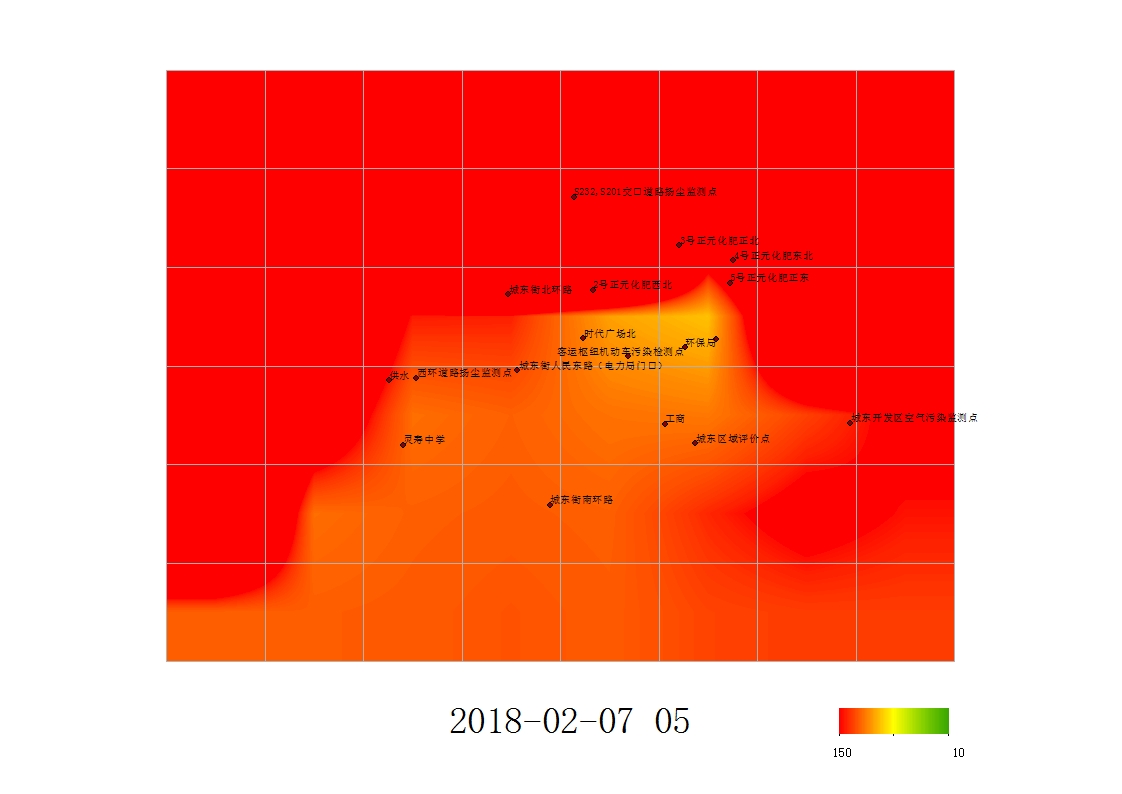 S232,S201交口道路扬尘监测点
3号正元化肥正北
4号正元化肥东北
5号正元化肥正东
2号正元化肥西北
城东街北环路
时代广场北
环保局
客运枢纽机动车污染检测点
城东街人民东路（电力局门口）
西环道路扬尘监测点
供水
城东开发区空气污染监测点
工商
城东区域评价点
灵寿中学
城东街南环路
2018-02-07 05
150
10